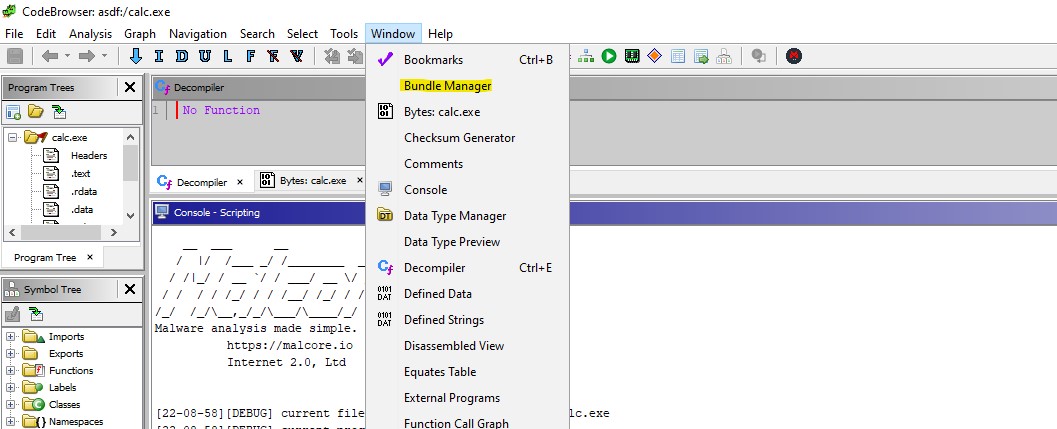 CodeBrowser: asdf:/calc.exe
File Edit Analysis Graph Navigation Search Select Tools Window Help
I D U L F R V
Program Trees
calc.exe
Headers
.text
.rdata
.data
Program Tree
Symbol Tree
Imports
Exports
Functions
Labels
Classes
Namespaces
Decompiler
1 No Function
Decompiler Bytes: calc.exe
Console - Scripting
Malware analysis made simple.
https://malcore.io
Internet 2.0, Ltd
[22-08-58][DEBUG] current file
lc.exe
Bookmarks Ctrl+B
Bundle Manager
Bytes: calc.exe
Checksum Generator
Comments
Console
Data Type Manager
Data Type Preview
Decompiler Ctrl+E
Defined Data
Defined Strings
Disassembled View
Equates Table
External Programs
Function Call Graph